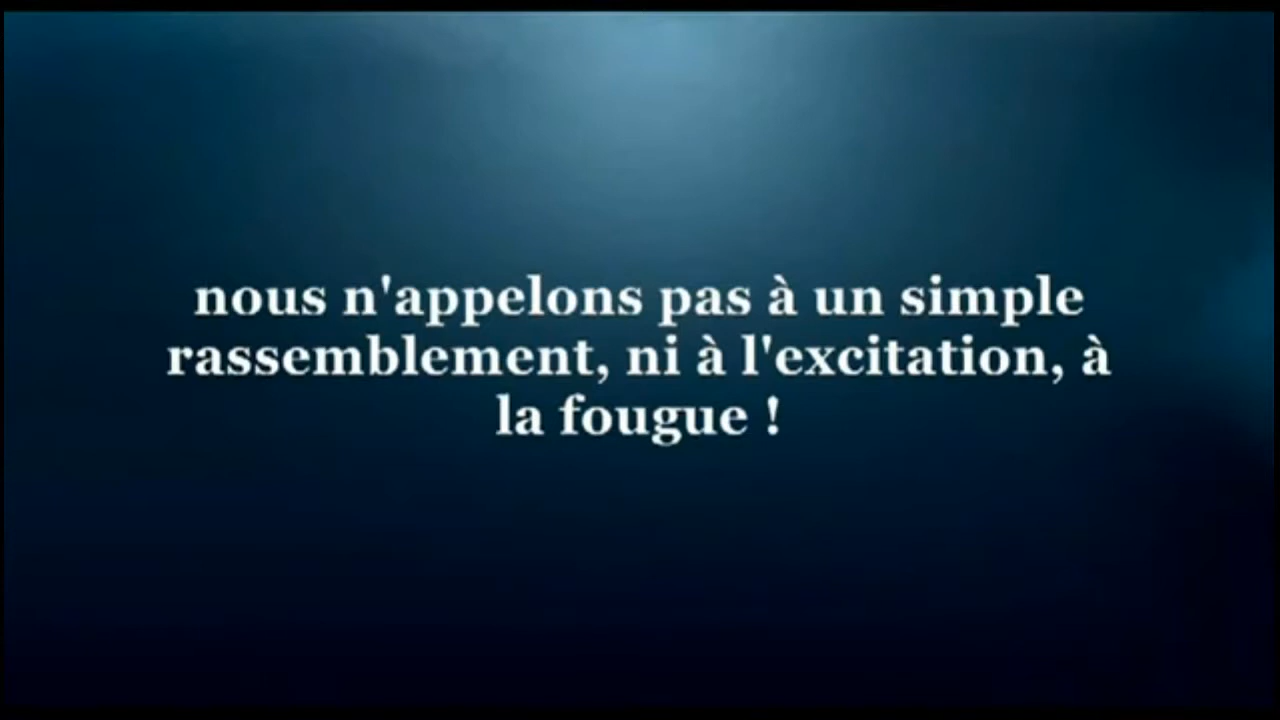 nous n'appelons pas à un simple
rassemblement, ni à l'excitation, à
la fougue !